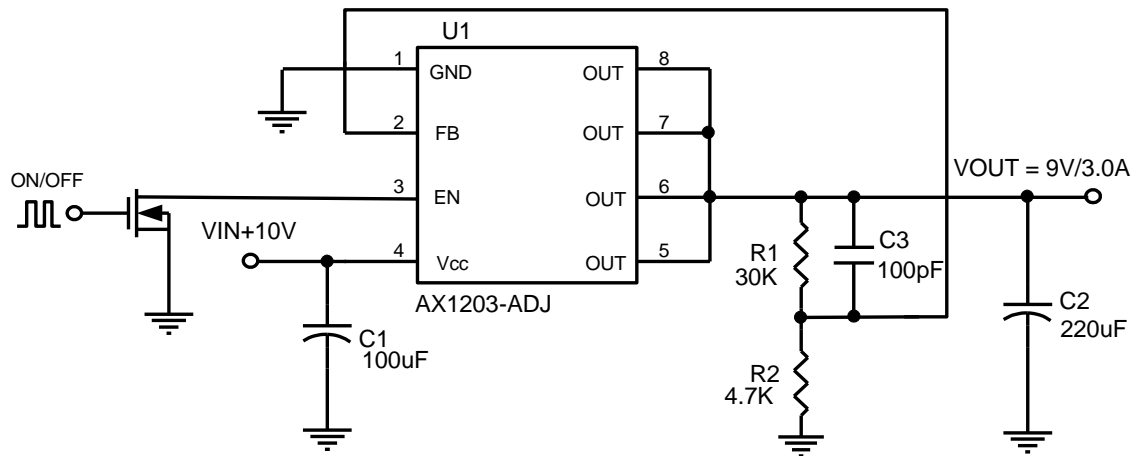 U1
1 GND OUT 8
2 FB OUT 7
VOUT = 9V/3.0A
ON/OFF
3 EN OUT 6
VIN+10V
4 Vcc OUT 5
R1
30K
C3
100pF
AX1203-ADJ
C1
100uF
C2
220uF
R2
4.7K